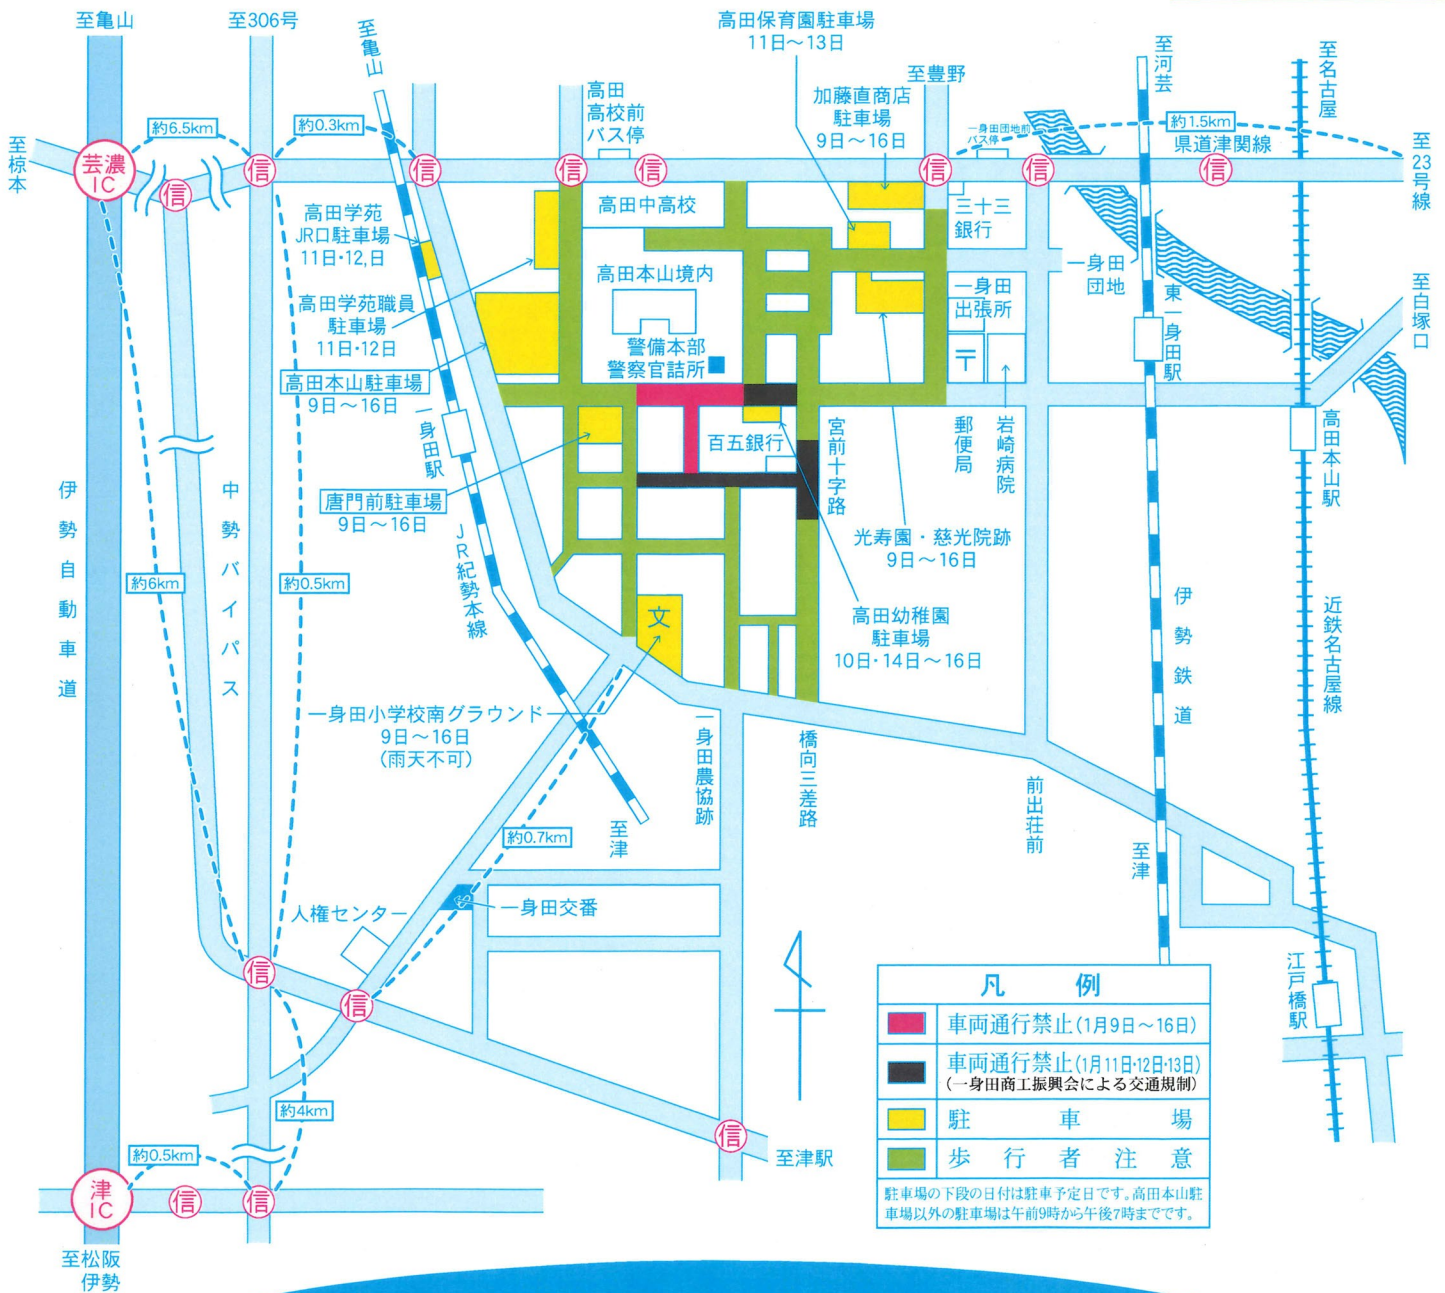 至亀山
至306号
至亀山
高田保育園駐車場
11日～13日
至豊野
至河芸
至名古屋
高田
高校前
バス停
加藤直商店
駐車場
9日～16日
一身田団地前
バス停
約1.5km
県道津関線
至23号線
至椋本
約6.5km
約0.3km
芸濃
IC
信
信
信
信
信
信
信
信
高田学苑
JR口駐車場
11日・12,日
高田中高校
三十三
銀行
高田本山境内
一身田
団地
一身田
出張所
至白塚口
高田学苑職員
駐車場
11日・12日
警備本部
警察官詰所
東一身田駅
〒
高田本山駐車場
9日～16日
一身田駅
百五銀行
宮前十字路
郵便局
岩崎病院
高田本山駅
唐門前駐車場
9日～16日
光寿園・慈光院跡
9日～16日
伊勢自動車道
中勢バイパス
JR紀勢本線
約6km
約0.5km
文
高田幼稚園
駐車場
10日・14日～16日
伊勢鉄道
近鉄名古屋線
一身田小学校南グラウンド
9日～16日
(雨天不可)
一身田農協跡
橋向三差路
前出荘前
至津
至津
約0.7km
人権センター
一身田交番
信
信
江戸橋駅
凡例
車両通行禁止(1月9日～16日)
車両通行禁止(1月11日・12日・13日)
(一身田商工振興会による交通規制)
駐車場
歩行者注意
駐車場の下段の日付は駐車予定日です。高田本山駐
車場以外の駐車場は午前9時から午後7時までです。
約4km
約0.5km
信
至津駅
津
IC
信
信
至松阪
伊勢